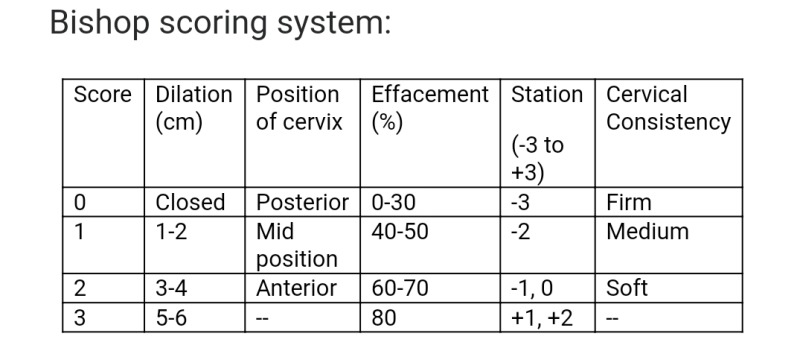 Bishop scoring system:
Score Dilation (cm) Position of cervix Effacement (%) Station (-3 to +3) Cervical Consistency
0 Closed Posterior 0-30 -3 Firm
1 1-2 Mid position 40-50 -2 Medium
2 3-4 Anterior 60-70 -1, 0 Soft
3 5-6 -- 80 +1, +2 --